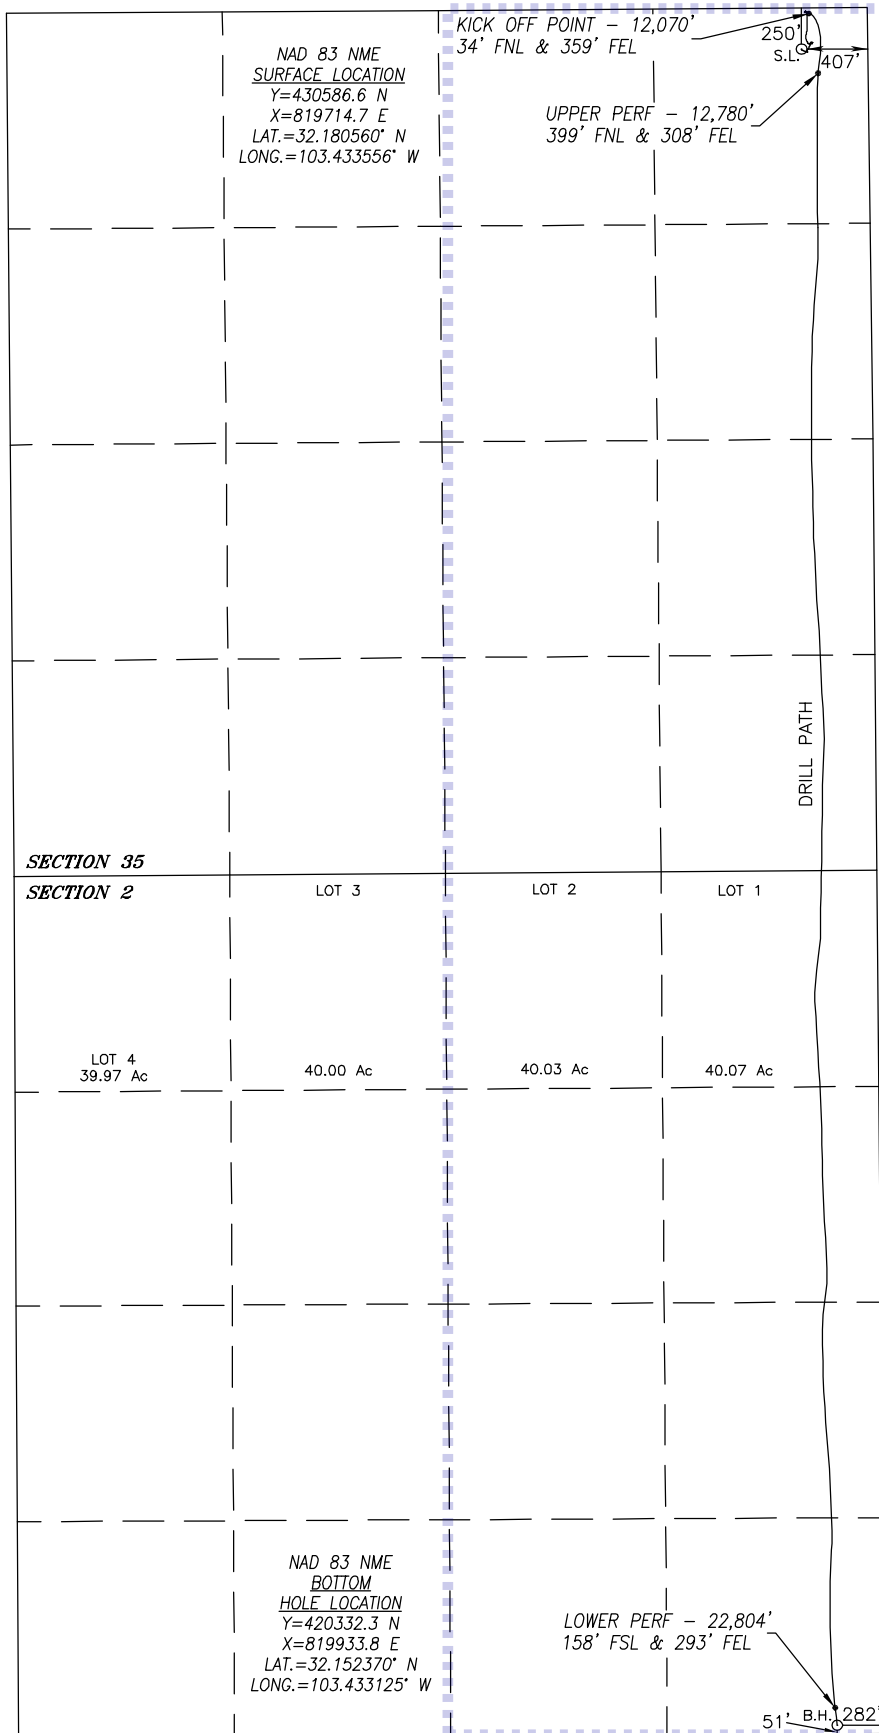 KICK OFF POINT – 12,070'
34' FNL & 359' FEL
250'
S.L.
407'
NAD 83 NME
SURFACE LOCATION
Y=430586.6 N
X=819714.7 E
LAT.=32.180560° N
LONG.=103.433556° W
UPPER PERF – 12,780'
399' FNL & 308' FEL
DRILL PATH
SECTION 35
SECTION 2
LOT 3
LOT 2
LOT 1
LOT 4
39.97 Ac
40.00 Ac
40.03 Ac
40.07 Ac
NAD 83 NME
BOTTOM
HOLE LOCATION
Y=420332.3 N
X=819933.8 E
LAT.=32.152370° N
LONG.=103.433125° W
LOWER PERF – 22,804'
158' FSL & 293' FEL
51'
B.H.
282'